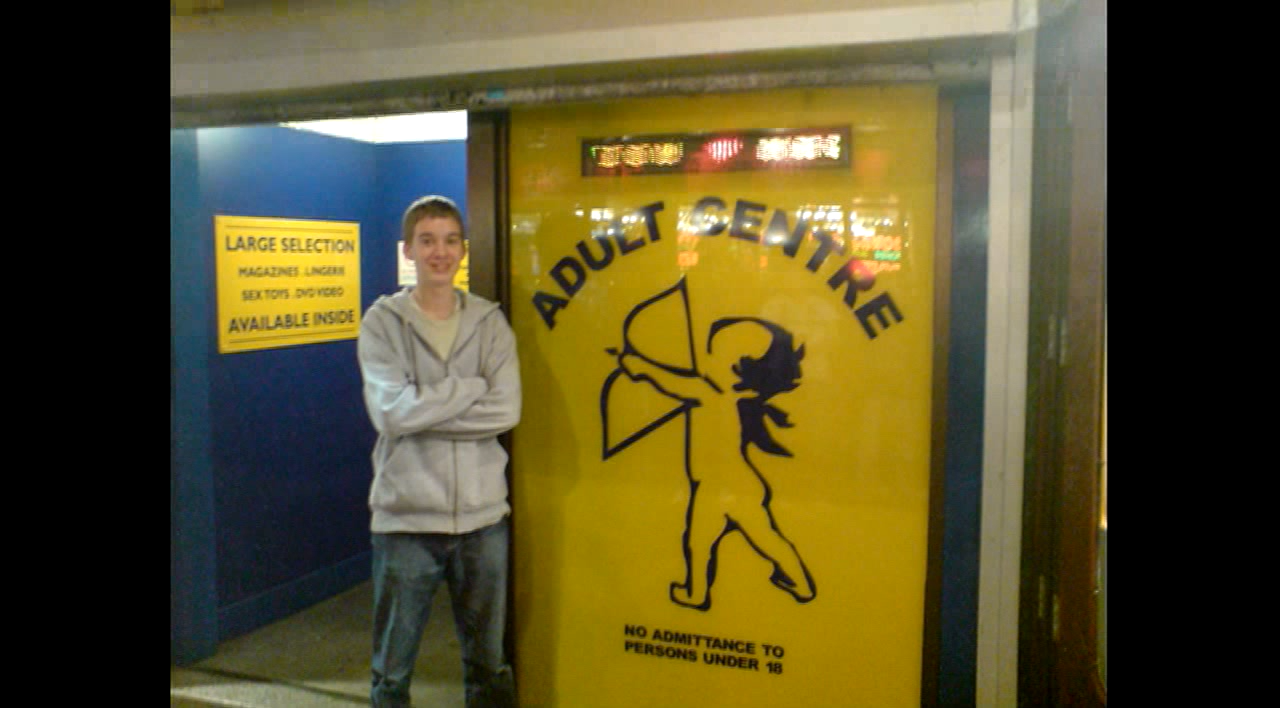 LARGE SELECTION
MAGAZINES . LINGERIE
SEX TOYS . DVD VIDEO
AVAILABLE INSIDE
ADULT CENTRE
NO ADMITTANCE TO
PERSONS UNDER 18